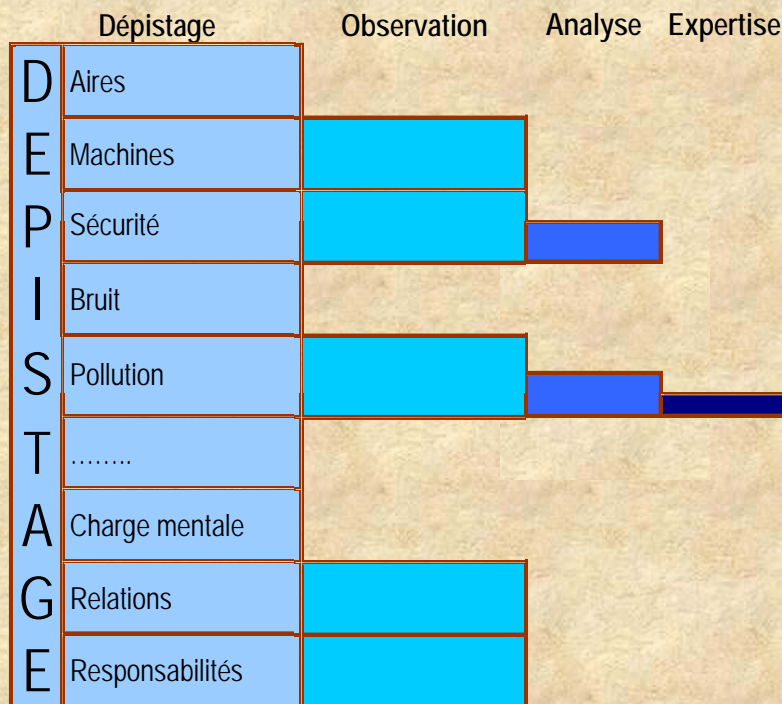 Dépistage Observation Analyse Expertise
D Aires
E Machines
P Sécurité
I Bruit
S Pollution
T ........
A Charge mentale
G Relations
E Responsabilités